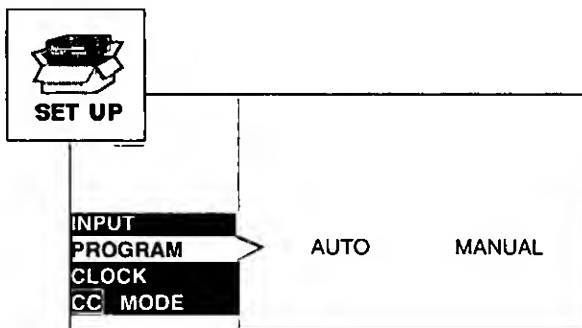 SET UP
INPUT
PROGRAM AUTO MANUAL
CLOCK
CC MODE